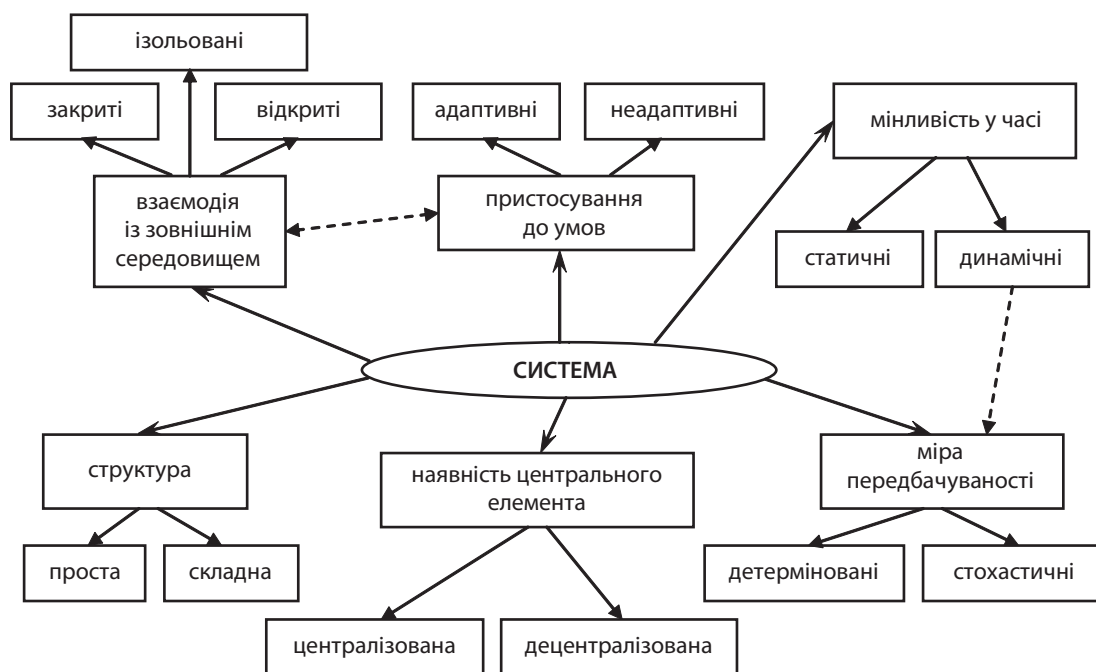 ізольовані
закриті
відкриті
адаптивні
неадаптивні
мінливість у часі
взаємодія
із зовнішнім
середовищем
пристосування
до умов
статичні
динамічні
СИСТЕМА
структура
наявність центрального
елемента
міра
передбачуваності
проста
складна
детерміновані
стохастичні
централізована
децентралізована